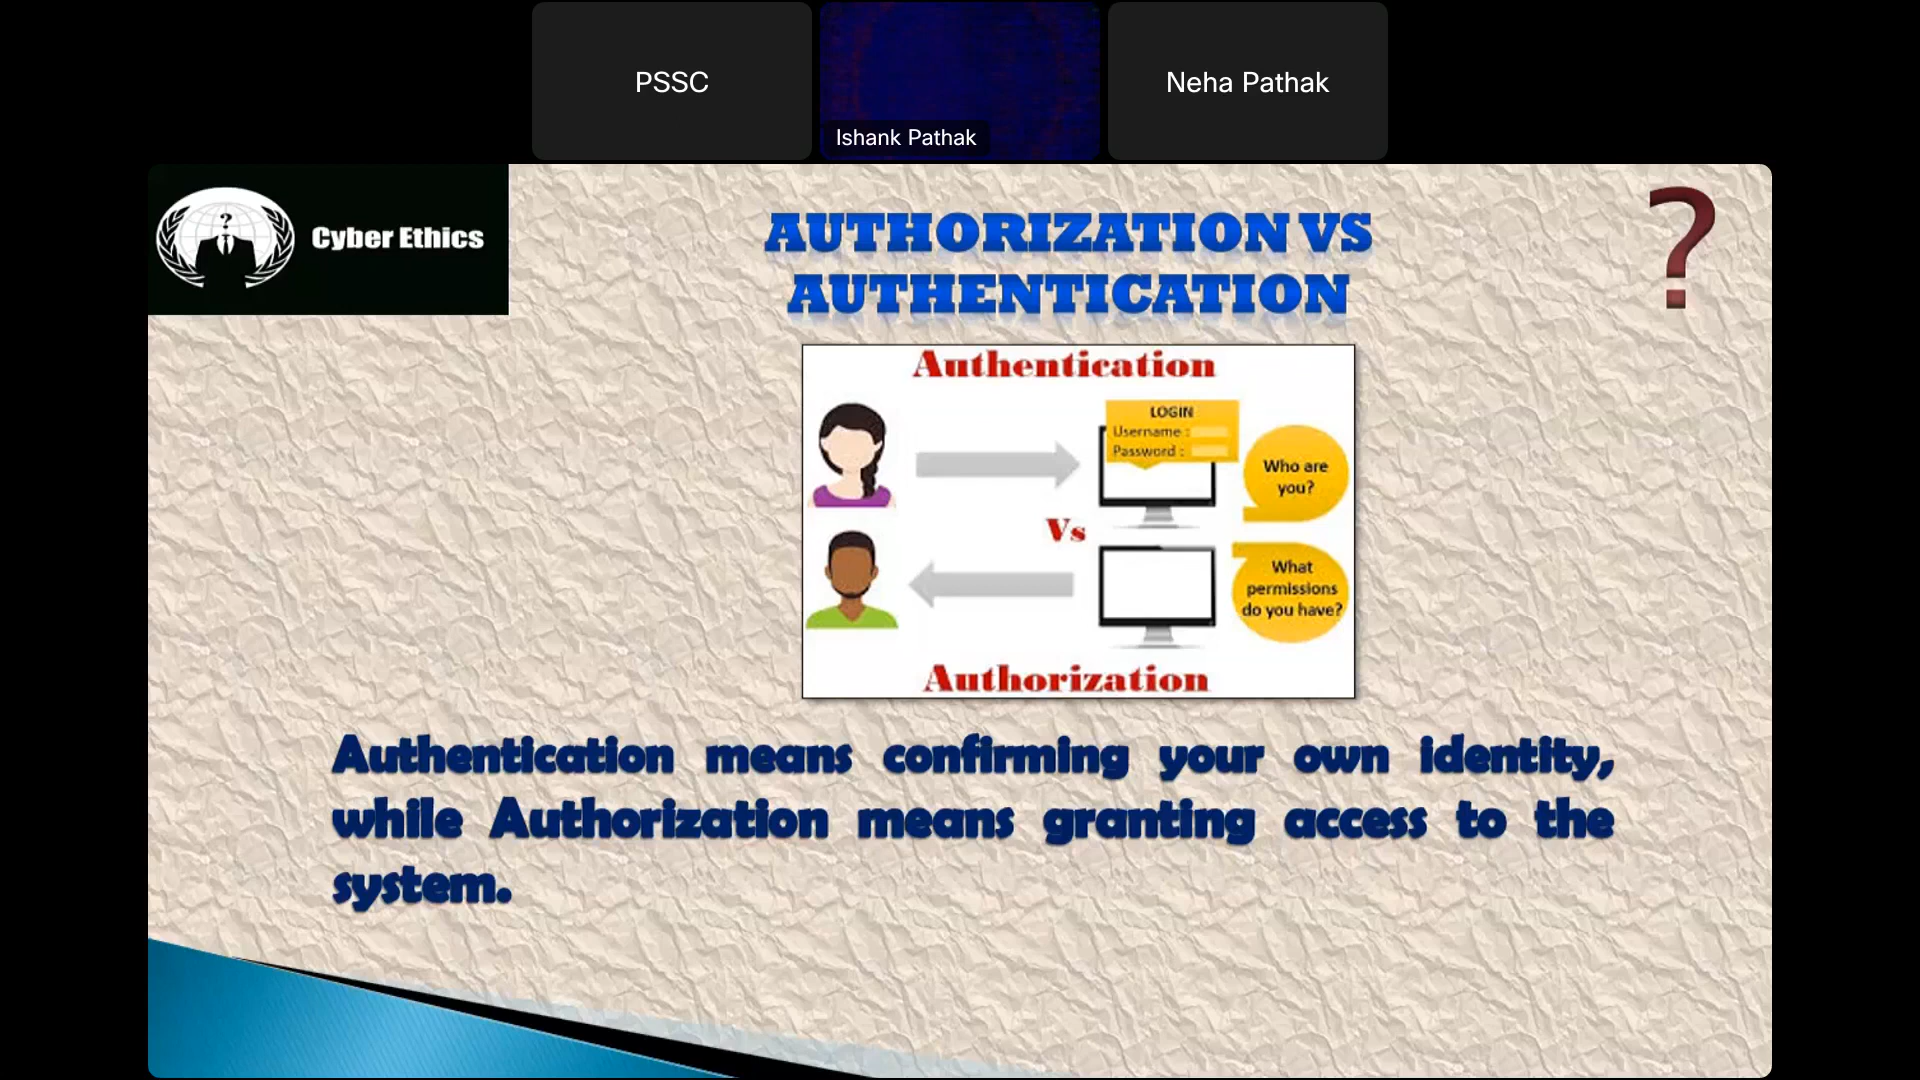 PSSC
Ishank Pathak
Neha Pathak
?
Cyber Ethics
AUTHORIZATION VS
AUTHENTICATION
?
Authentication
LOGIN
Username :
Password :
Who are
you?
Vs
What
permissions
do you have?
Authorization
Authentication means confirming your own identity,
while Authorization means granting access to the
system.